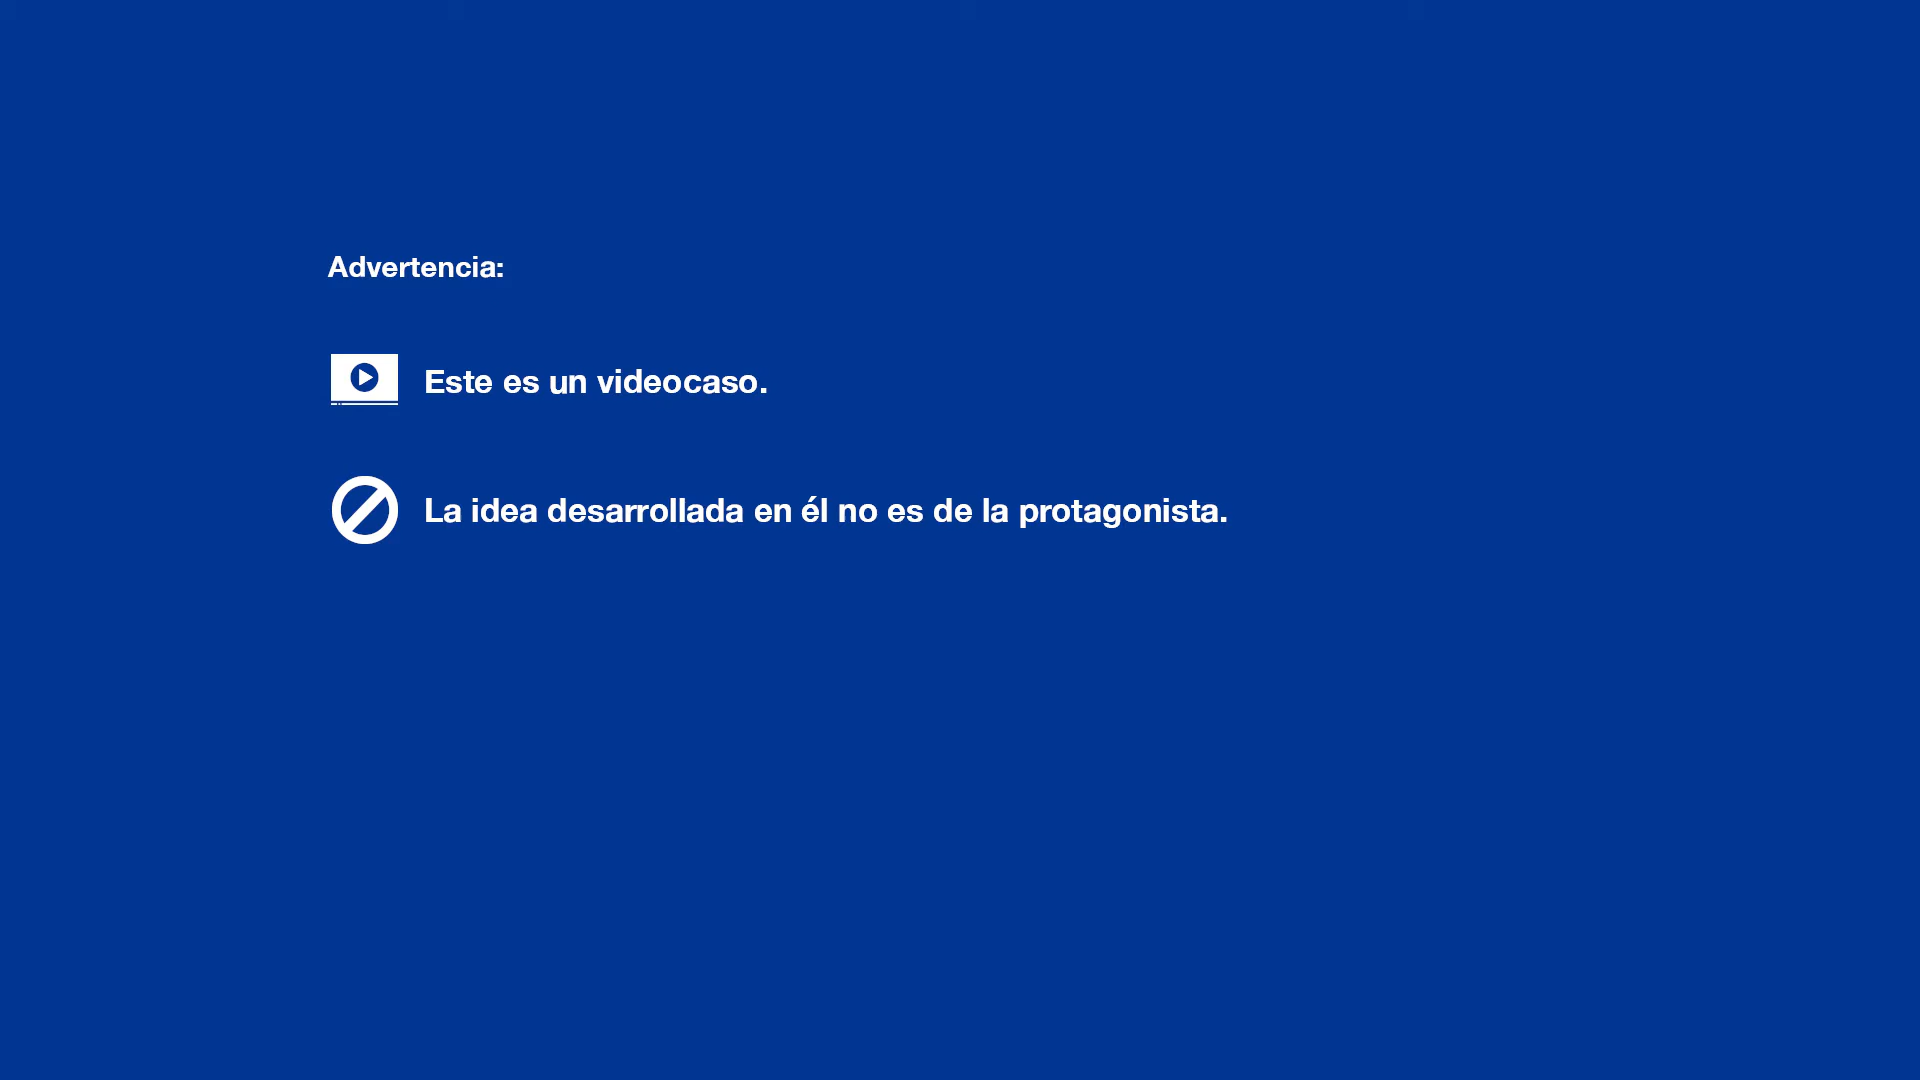 Advertencia:
Este es un videocaso.
La idea desarrollada en él no es de la protagonista.